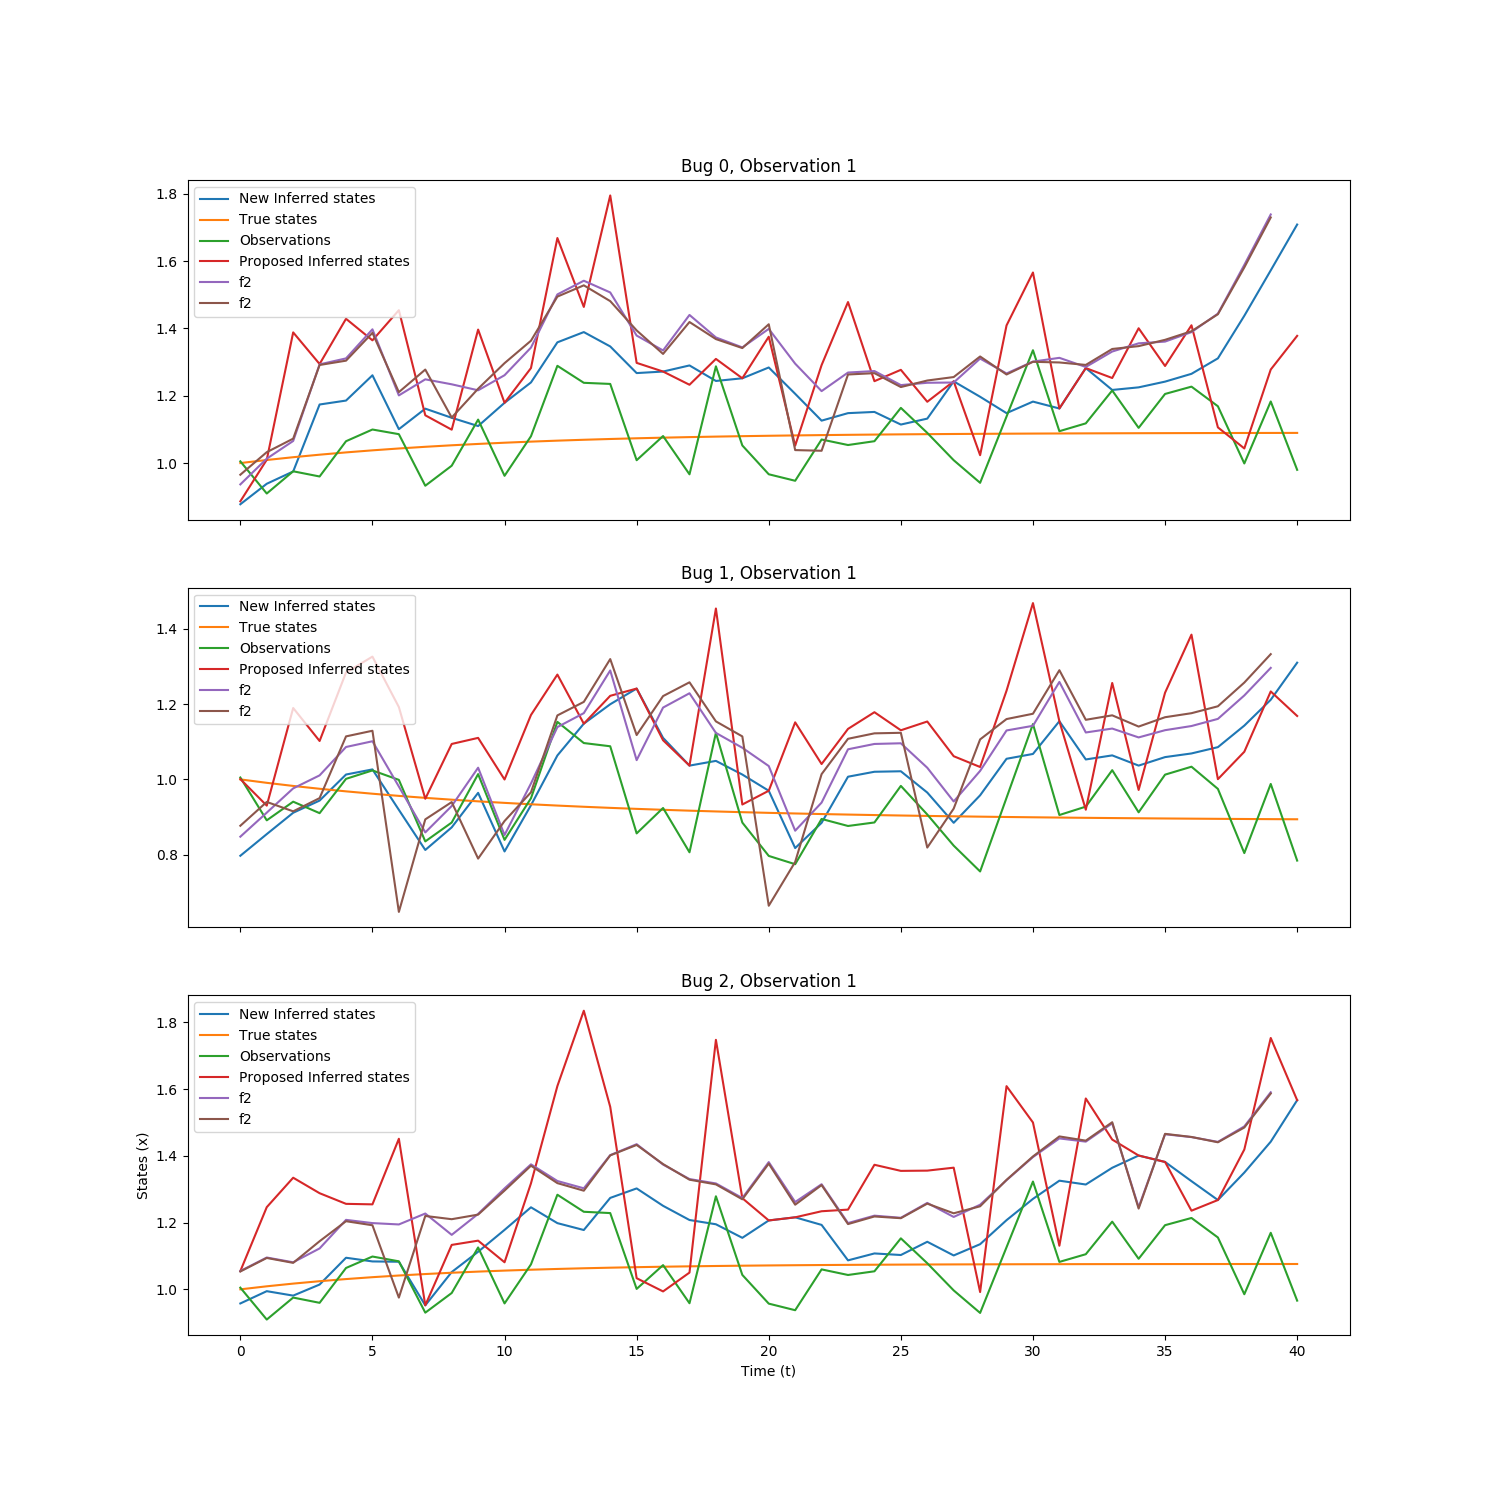 Bug 0, Observation 1
1.8
1.6
1.4
1.2
1.0
New Inferred states
True states
Observations
Proposed Inferred states
f2
f2
Bug 1, Observation 1
1.4
1.2
1.0
0.8
New Inferred states
True states
Observations
Proposed Inferred states
f2
f2
Bug 2, Observation 1
1.8
1.6
1.4
1.2
1.0
New Inferred states
True states
Observations
Proposed Inferred states
f2
f2
States (x)
0 5 10 15 20 25 30 35 40
Time (t)